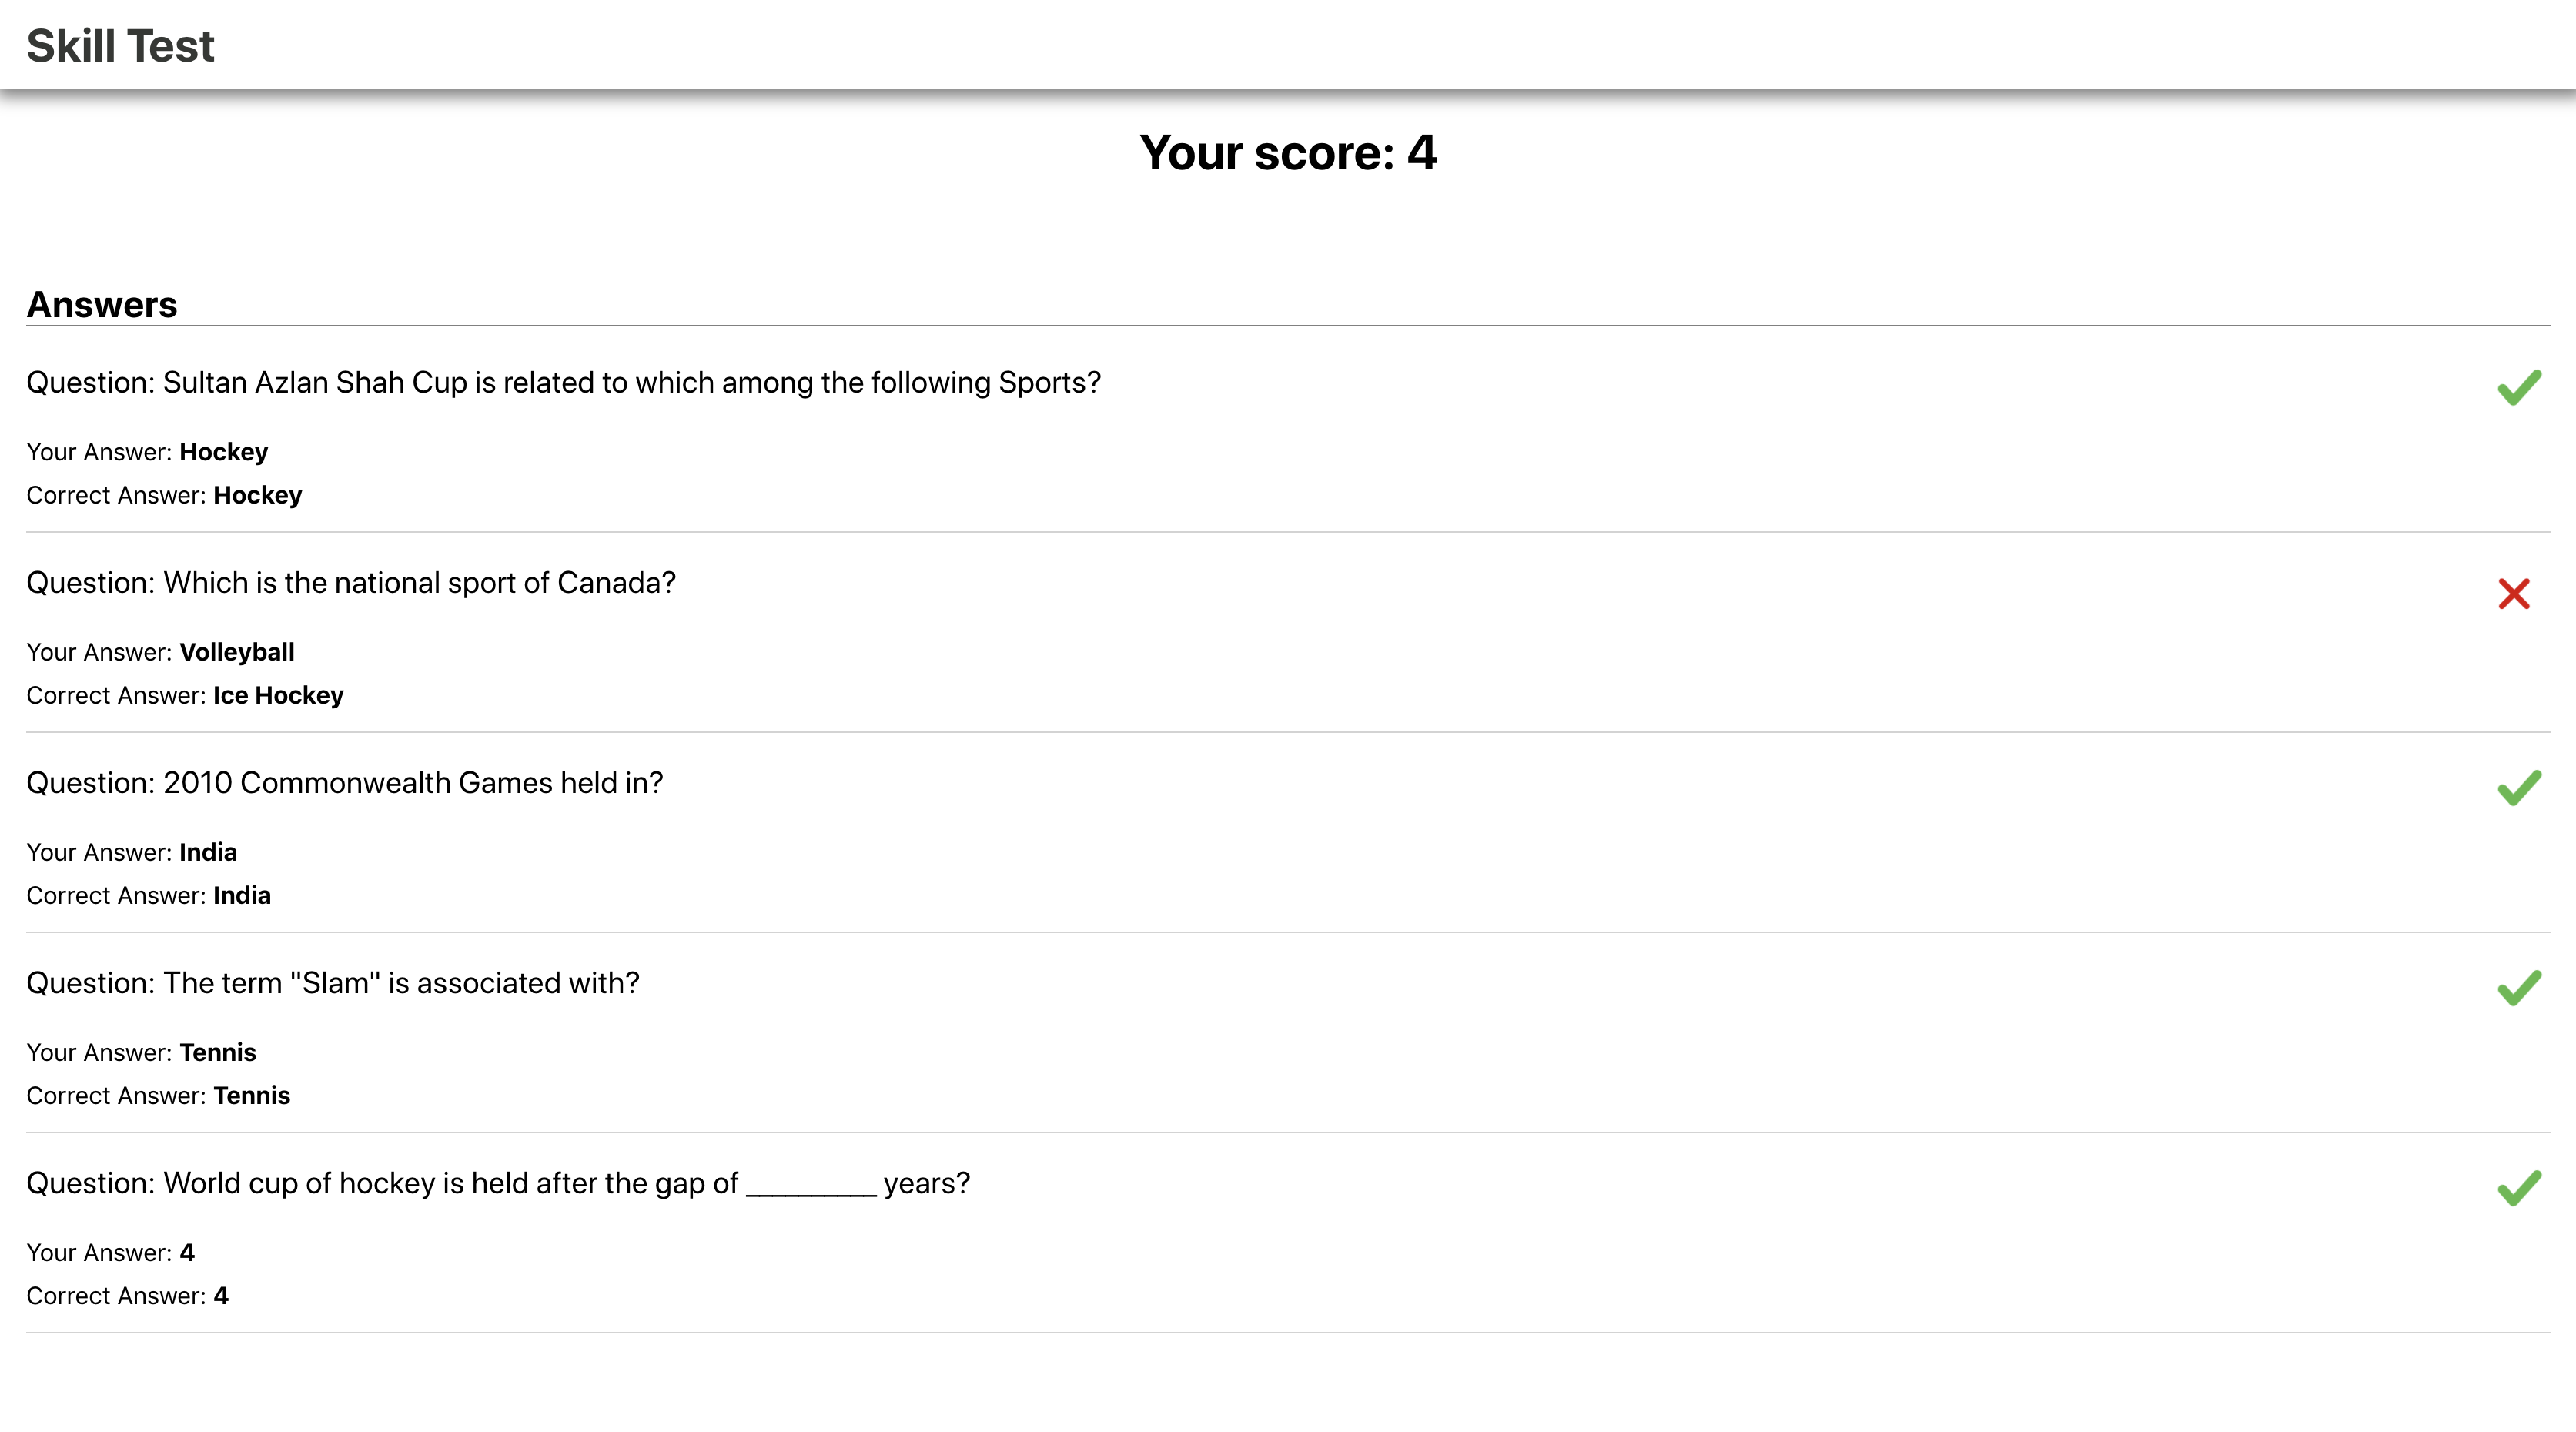 Skill Test
Your score: 4
Answers
Question: Sultan Azlan Shah Cup is related to which among the following Sports?
Your Answer: Hockey
Correct Answer: Hockey
Question: Which is the national sport of Canada?
Your Answer: Volleyball
Correct Answer: Ice Hockey
Question: 2010 Commonwealth Games held in?
Your Answer: India
Correct Answer: India
Question: The term "Slam" is associated with?
Your Answer: Tennis
Correct Answer: Tennis
Question: World cup of hockey is held after the gap of _________ years?
Your Answer: 4
Correct Answer: 4